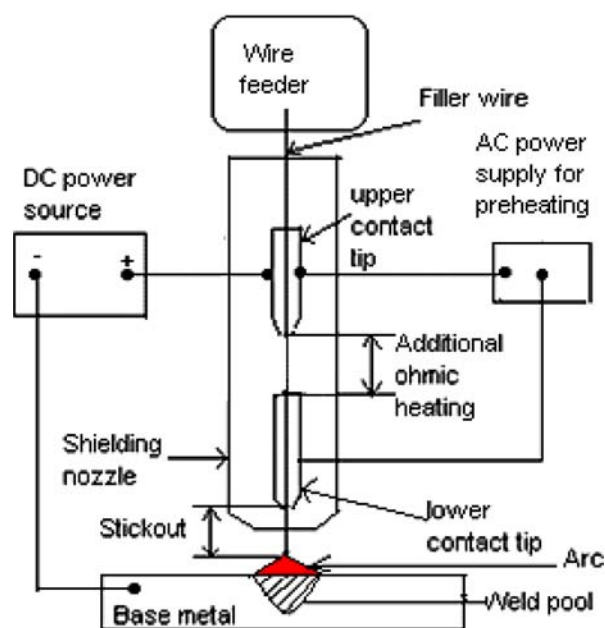 Wire
feeder
Filler wire
DC power
source
AC power
supply for
preheating
upper
contact
tip
-
+
Additional
ohmic
heating
Shielding
nozzle
Stickout
lower
contact tip
Arc
Base metal
Weld pool